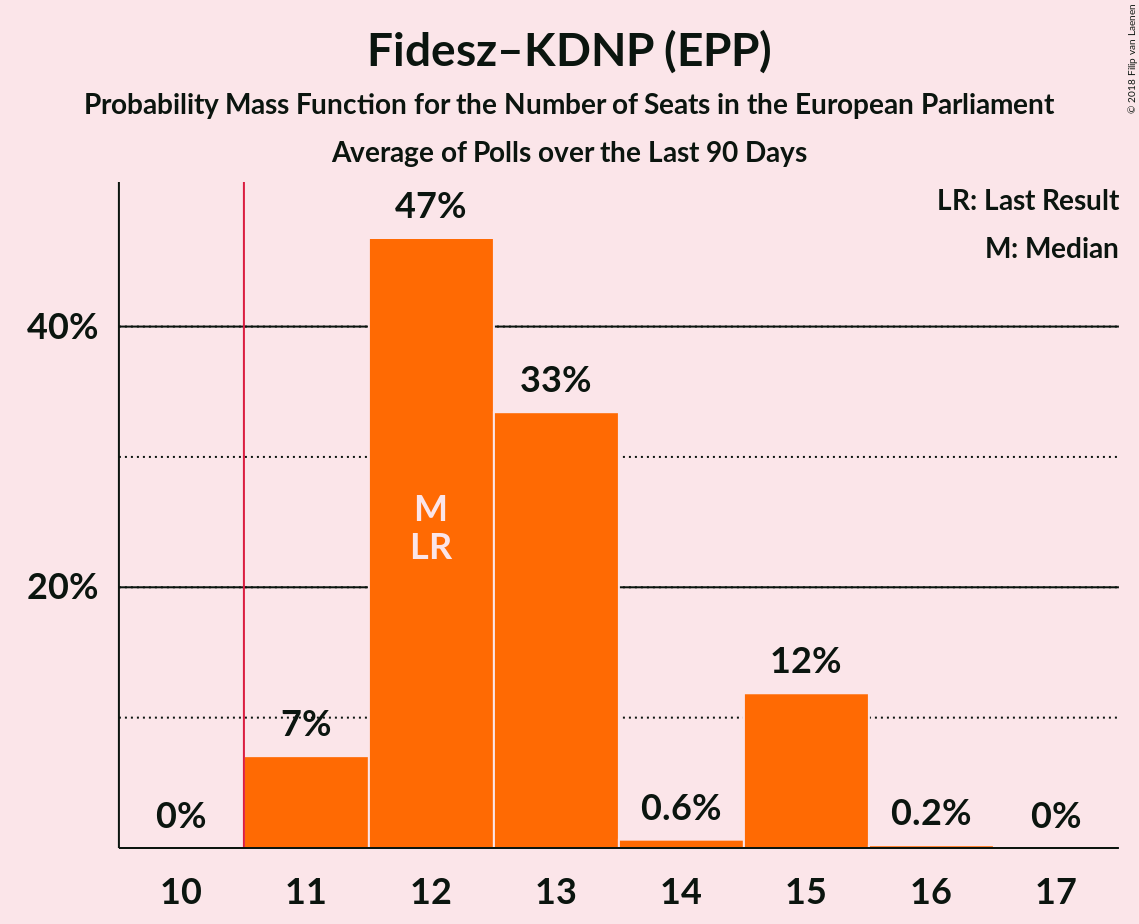 Fidesz–KDNP (EPP)
Probability Mass Function for the Number of Seats in the European Parliament
Average of Polls over the Last 90 Days
© 2018 Filip van Laenen
LR: Last Result
M: Median
47%
40%
33%
M
LR
20%
12%
7%
0%
0.6%
0.2%
0%
10 11 12 13 14 15 16 17